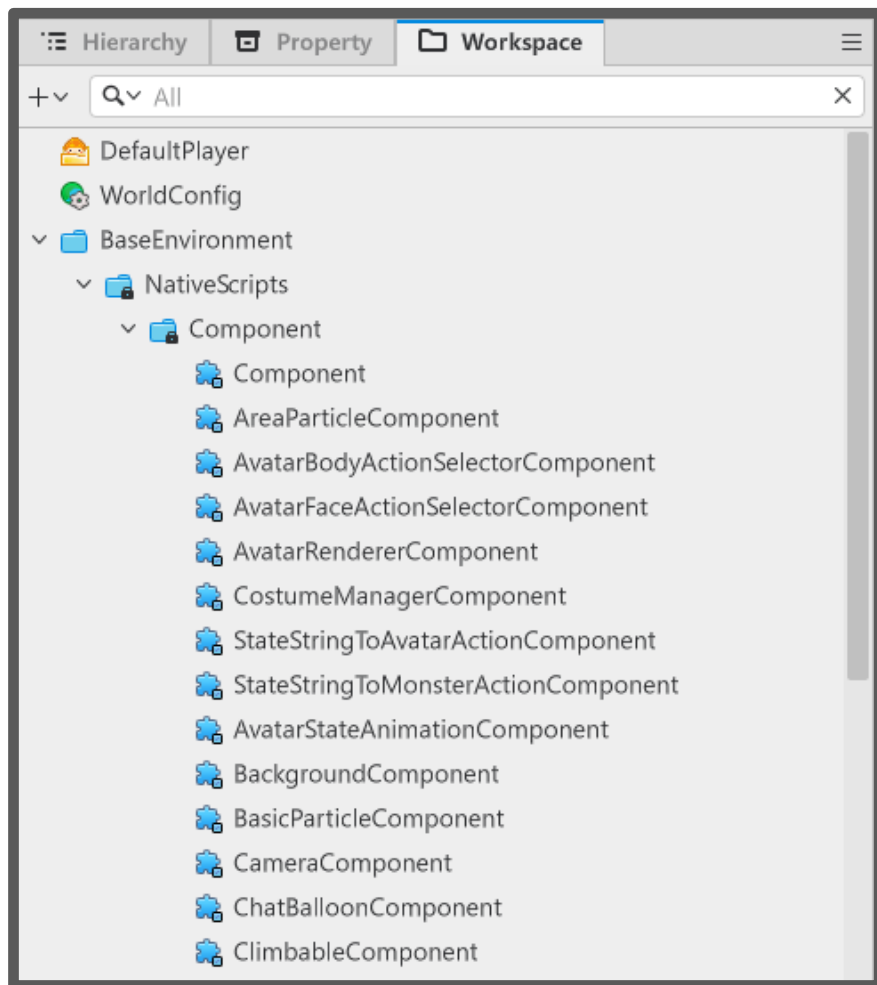 Hierarchy Property Workspace
All
DefaultPlayer
WorldConfig
BaseEnvironment
NativeScripts
Component
Component
AreaParticleComponent
AvatarBodyActionSelectorComponent
AvatarFaceActionSelectorComponent
AvatarRendererComponent
CostumeManagerComponent
StateStringToAvatarActionComponent
StateStringToMonsterActionComponent
AvatarStateAnimationComponent
BackgroundComponent
BasicParticleComponent
CameraComponent
ChatBalloonComponent
ClimbableComponent